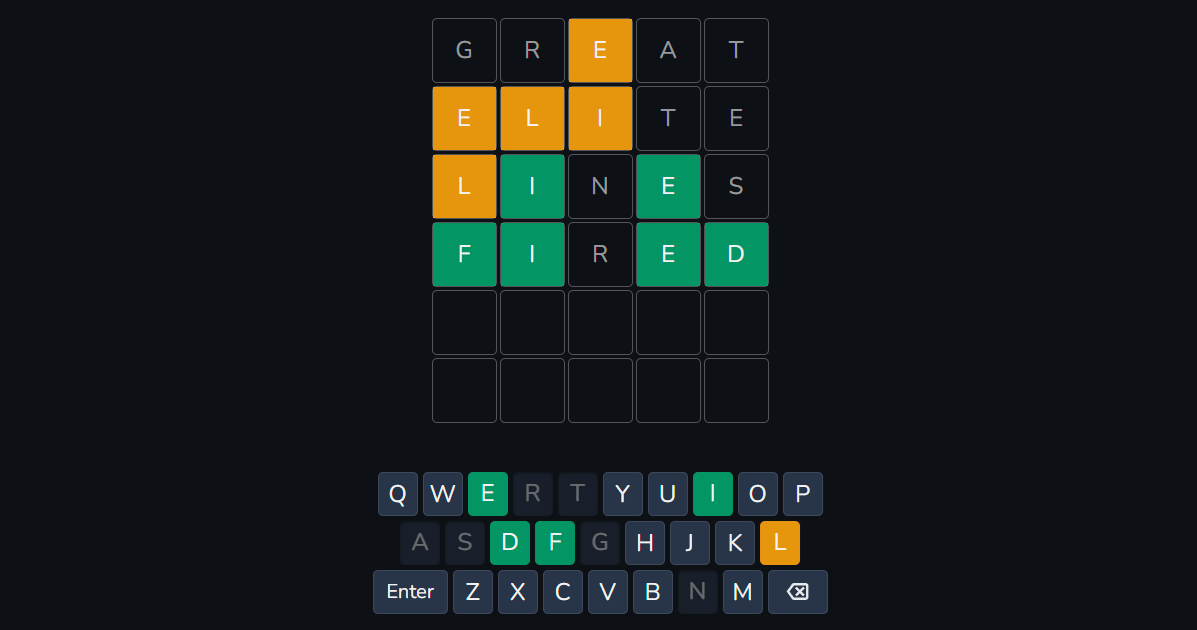 G R E A T
E L I T E
L I N E S
F I R E D
Q W E R T Y U I O P
A S D F G H J K L
Enter Z X C V B N M